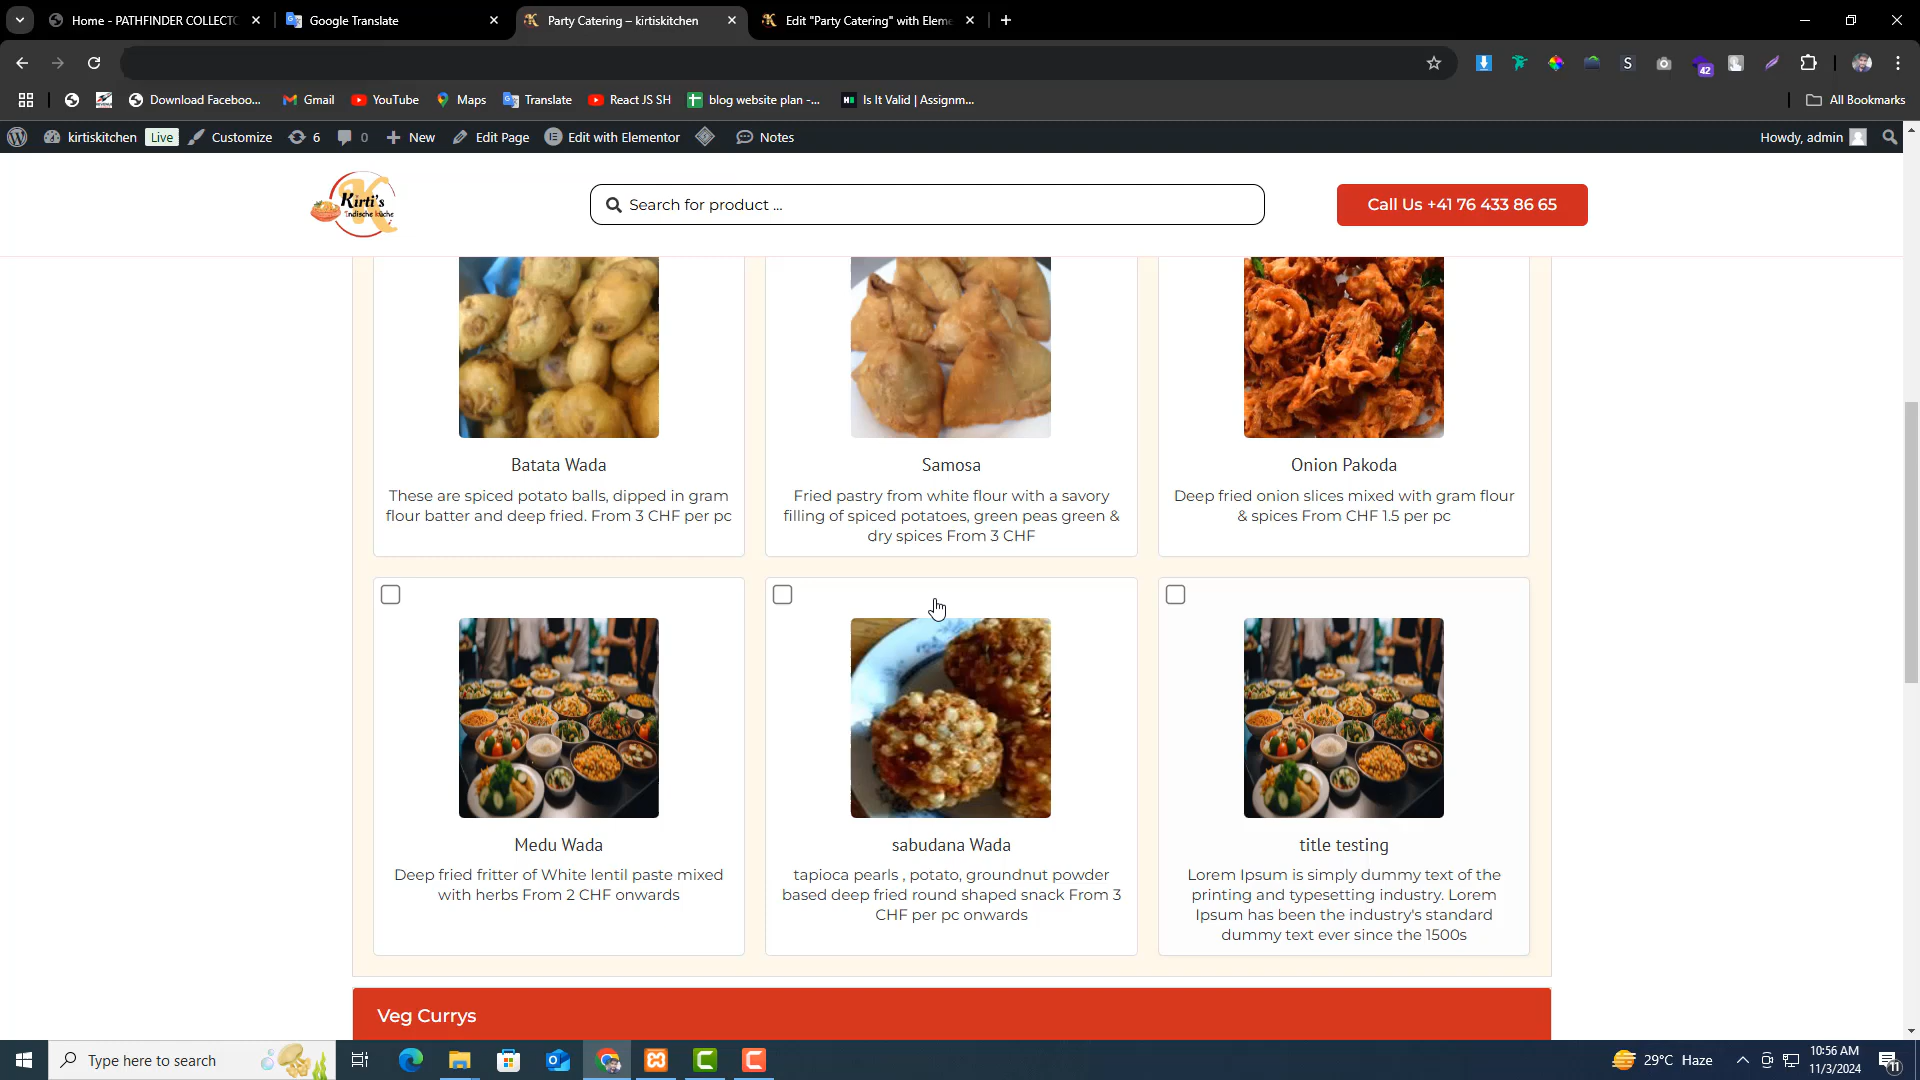 Home - PATHFINDER COLLECTO
Google Translate
Party Catering – kirtiskitchen
Edit "Party Catering" with Eleme
S
42
Download Faceboo...
Gmail
YouTube
Maps
Translate
React JS SH
blog website plan -...
Is It Valid | Assignm...
All Bookmarks
kirtiskitchen
Live
Customize
6
0
New
Edit Page
Edit with Elementor
Notes
Howdy, admin
Kirti's
Indische Küche
Search for product ...
Call Us +41 76 433 86 65
Batata Wada
These are spiced potato balls, dipped in gram
flour batter and deep fried. From 3 CHF per pc
Samosa
Fried pastry from white flour with a savory
filling of spiced potatoes, green peas green &
dry spices From 3 CHF
Onion Pakoda
Deep fried onion slices mixed with gram flour
& spices From CHF 1.5 per pc
Medu Wada
Deep fried fritter of White lentil paste mixed
with herbs From 2 CHF onwards
sabudana Wada
tapioca pearls , potato, groundnut powder
based deep fried round shaped snack From 3
CHF per pc onwards
title testing
Lorem Ipsum is simply dummy text of the
printing and typesetting industry. Lorem
Ipsum has been the industry's standard
dummy text ever since the 1500s
Veg Currys
Type here to search
29°C Haze
10:56 AM
11/3/2024
11